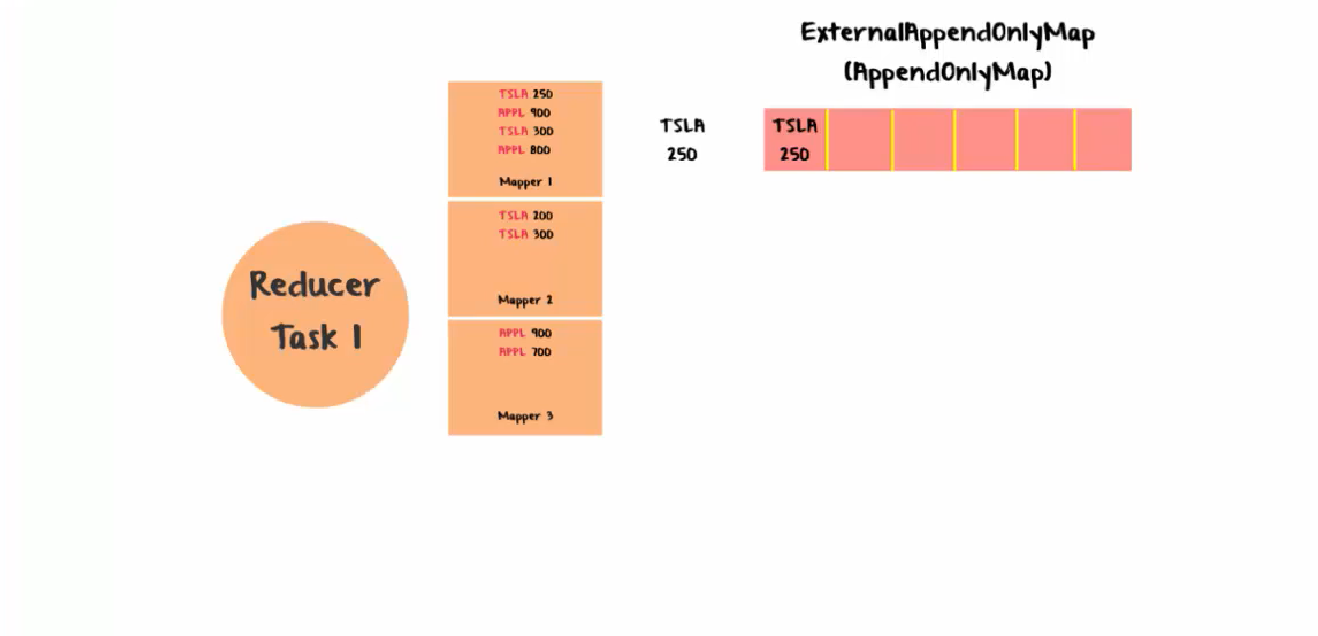 ExternalAppendOnlyMap
(AppendOnlyMap)
TSLA 250
APPL 900
TSLA 300
APPL 800
Mapper 1
TSLA 200
TSLA 300
Mapper 2
APPL 900
APPL 700
Mapper 3
Reducer
Task 1
TSLA
250
TSLA
250